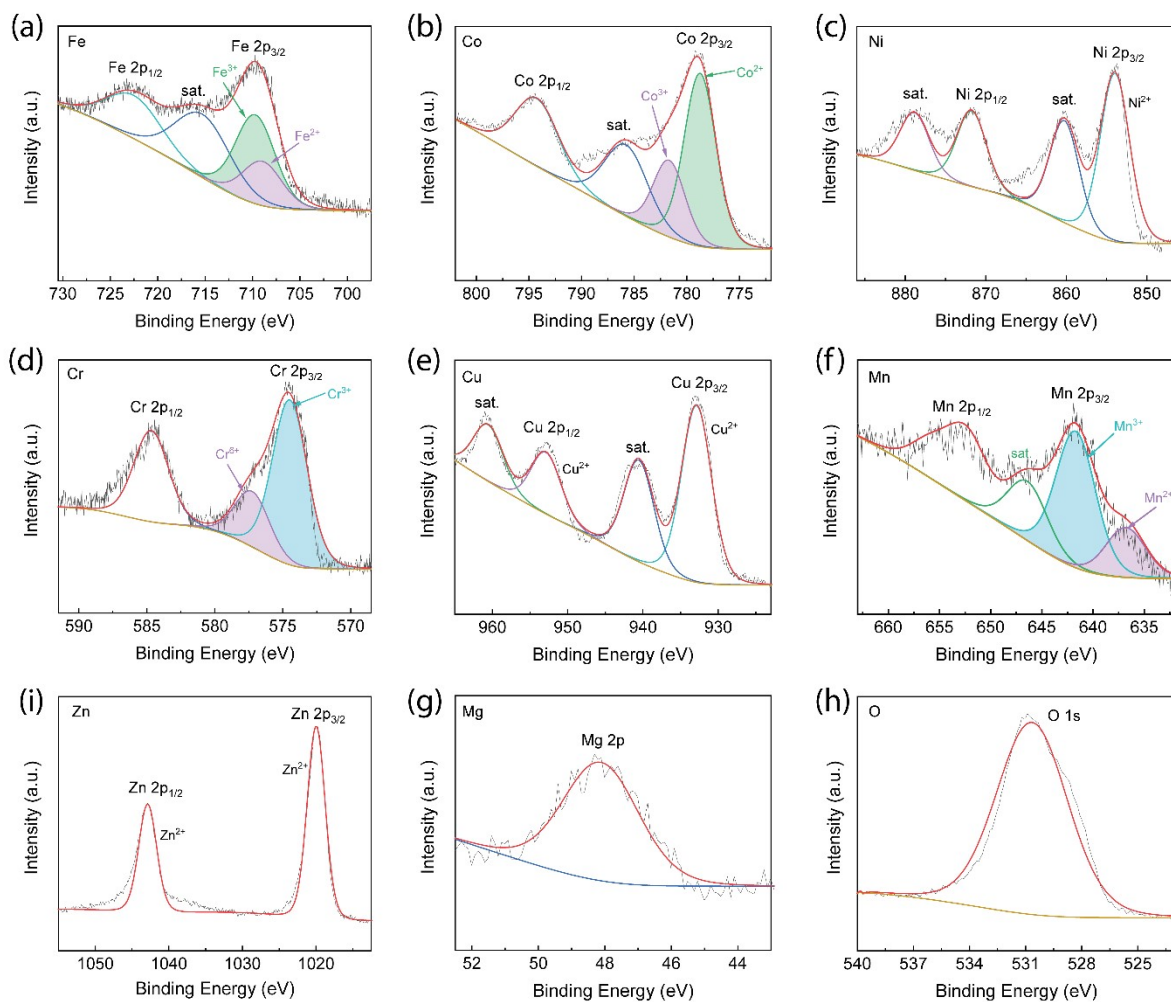 (a)
Fe
Fe 2p1/2
sat.
Fe3+
Fe 2p3/2
Fe2+
Intensity (a.u.)
730 725 720 715 710 705 700
Binding Energy (eV)
(b)
Co
Co 2p1/2
sat.
Co3+
Co 2p3/2
Co2+
Intensity (a.u.)
800 795 790 785 780 775
Binding Energy (eV)
(c)
Ni
sat.
Ni 2p1/2
sat.
Ni 2p3/2
Ni2+
Intensity (a.u.)
880 870 860 850
Binding Energy (eV)
(d)
Cr
Cr 2p1/2
Cr6+
Cr 2p3/2
Cr3+
Intensity (a.u.)
590 585 580 575 570
Binding Energy (eV)
(e)
Cu
sat.
Cu 2p1/2
Cu2+
sat.
Cu 2p3/2
Cu2+
Intensity (a.u.)
960 950 940 930
Binding Energy (eV)
(f)
Mn
Mn 2p1/2
sat.
Mn 2p3/2
Mn3+
Mn2+
Intensity (a.u.)
660 655 650 645 640 635
Binding Energy (eV)
(i)
Zn
Zn 2p1/2
Zn2+
Zn 2p3/2
Zn2+
Intensity (a.u.)
1050 1040 1030 1020
Binding Energy (eV)
(g)
Mg
Mg 2p
Intensity (a.u.)
52 50 48 46 44
Binding Energy (eV)
(h)
O
O 1s
Intensity (a.u.)
540 537 534 531 528 525
Binding Energy (eV)